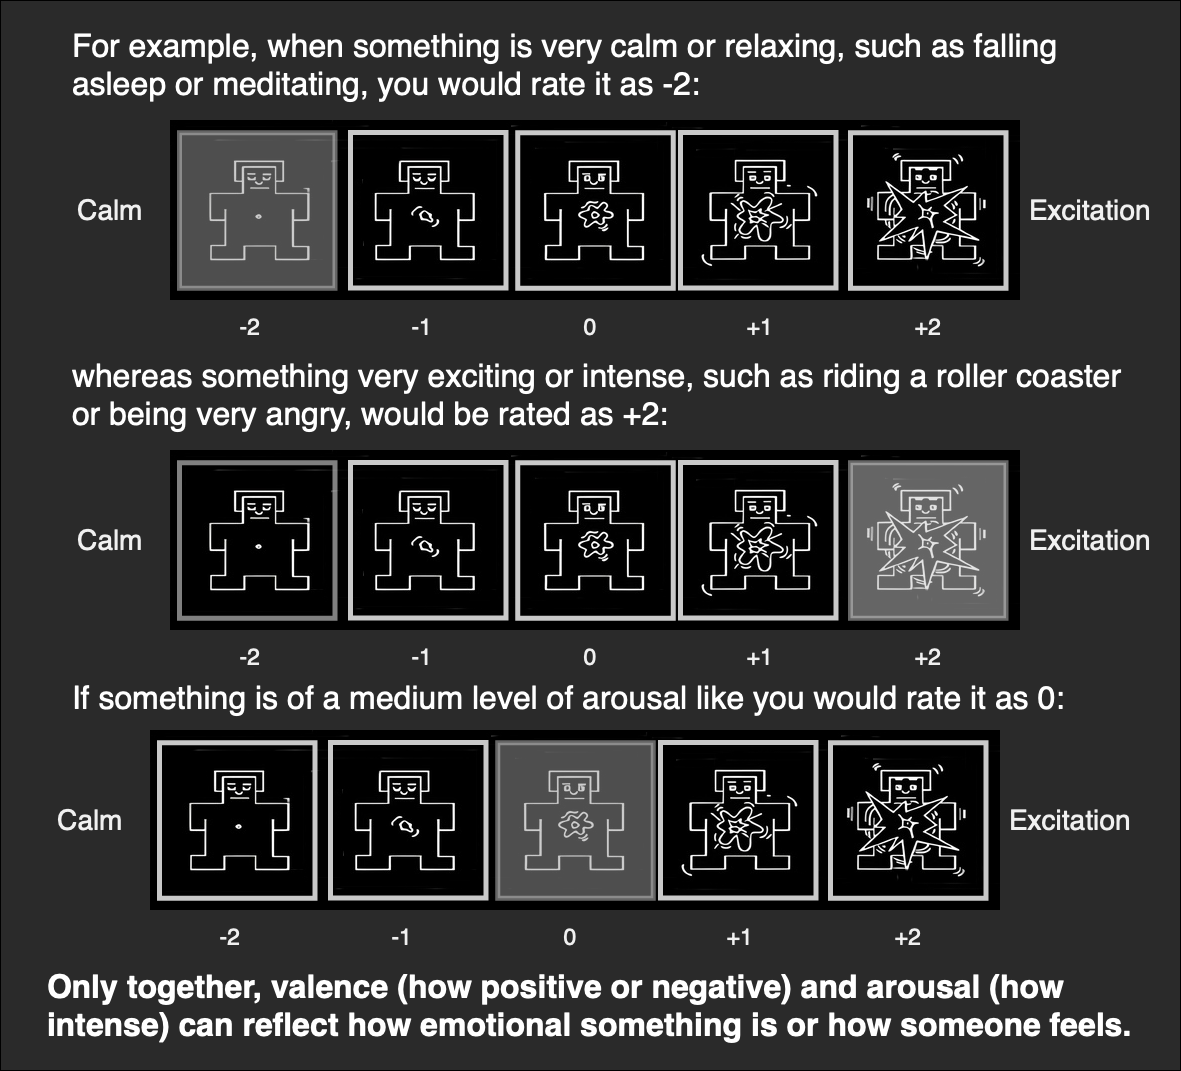 For example, when something is very calm or relaxing, such as falling
asleep or meditating, you would rate it as -2:
Calm
Excitation
-2 -1 0 +1 +2
whereas something very exciting or intense, such as riding a roller coaster
or being very angry, would be rated as +2:
Calm
Excitation
-2 -1 0 +1 +2
If something is of a medium level of arousal like you would rate it as 0:
Calm
Excitation
-2 -1 0 +1 +2
Only together, valence (how positive or negative) and arousal (how
intense) can reflect how emotional something is or how someone feels.